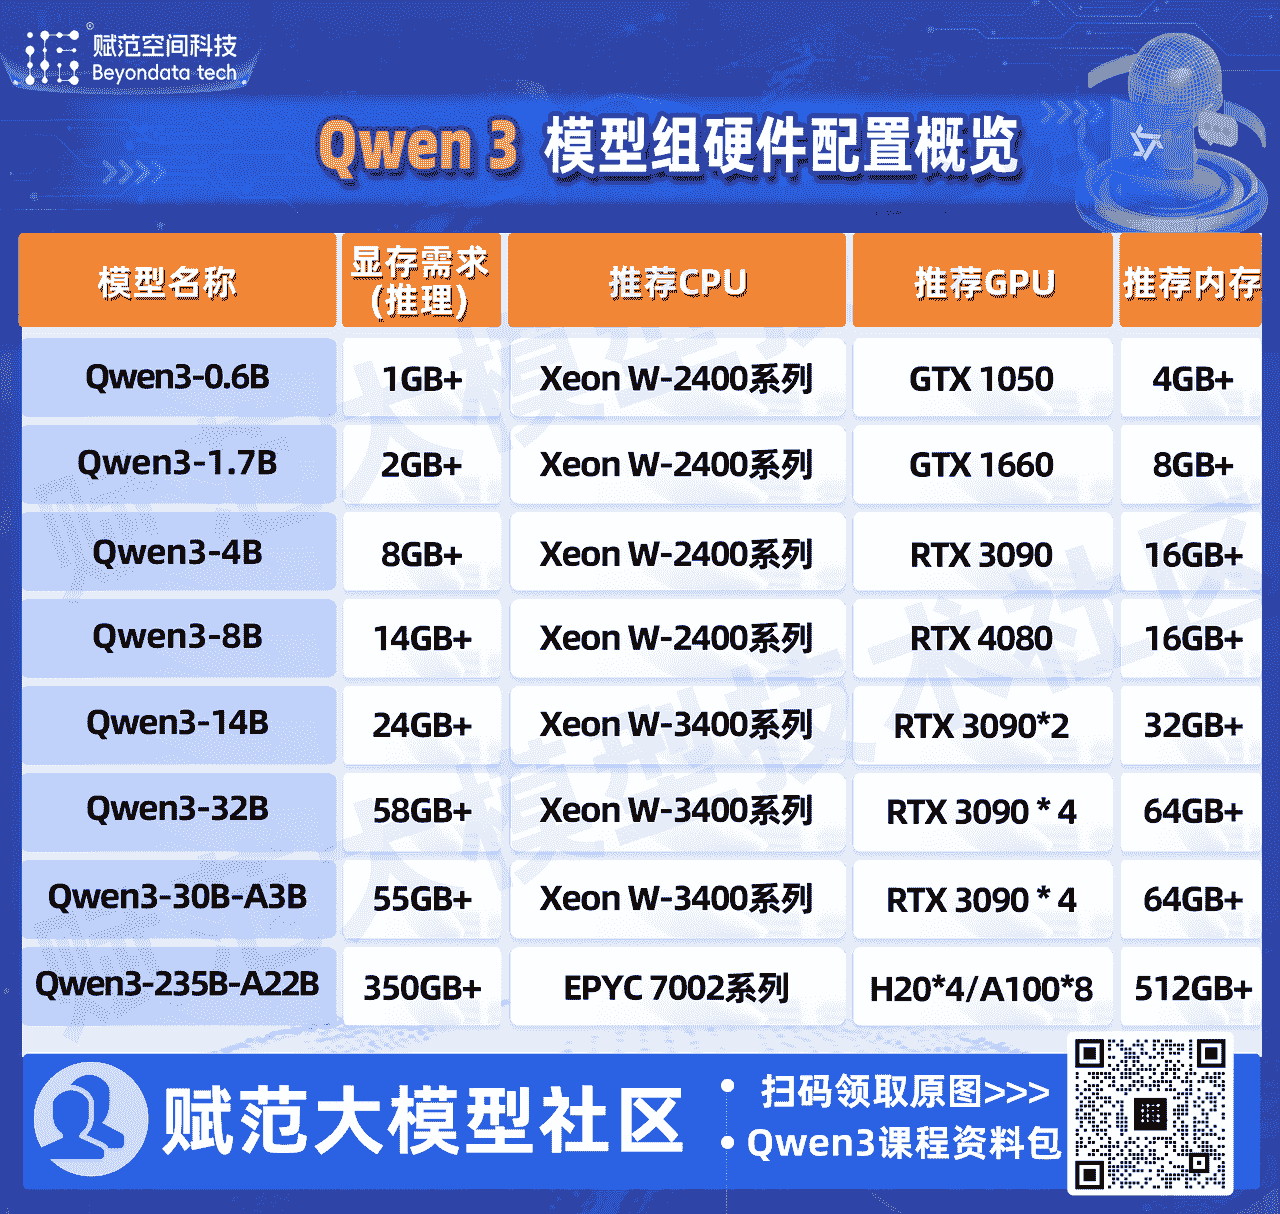 赋范空间科技
Beyondata tech
Qwen 3 模型组硬件配置概览
模型名称 显存需求(推理) 推荐CPU 推荐GPU 推荐内存
Qwen3-0.6B 1GB+ Xeon W-2400系列 GTX 1050 4GB+
Qwen3-1.7B 2GB+ Xeon W-2400系列 GTX 1660 8GB+
Qwen3-4B 8GB+ Xeon W-2400系列 RTX 3090 16GB+
Qwen3-8B 14GB+ Xeon W-2400系列 RTX 4080 16GB+
Qwen3-14B 24GB+ Xeon W-3400系列 RTX 3090*2 32GB+
Qwen3-32B 58GB+ Xeon W-3400系列 RTX 3090 * 4 64GB+
Qwen3-30B-A3B 55GB+ Xeon W-3400系列 RTX 3090 * 4 64GB+
Qwen3-235B-A22B 350GB+ EPYC 7002系列 H20*4/A100*8 512GB+
赋范大模型技术社区
赋范大模型社区
• 扫码领取原图>>>
• Qwen3课程资料包